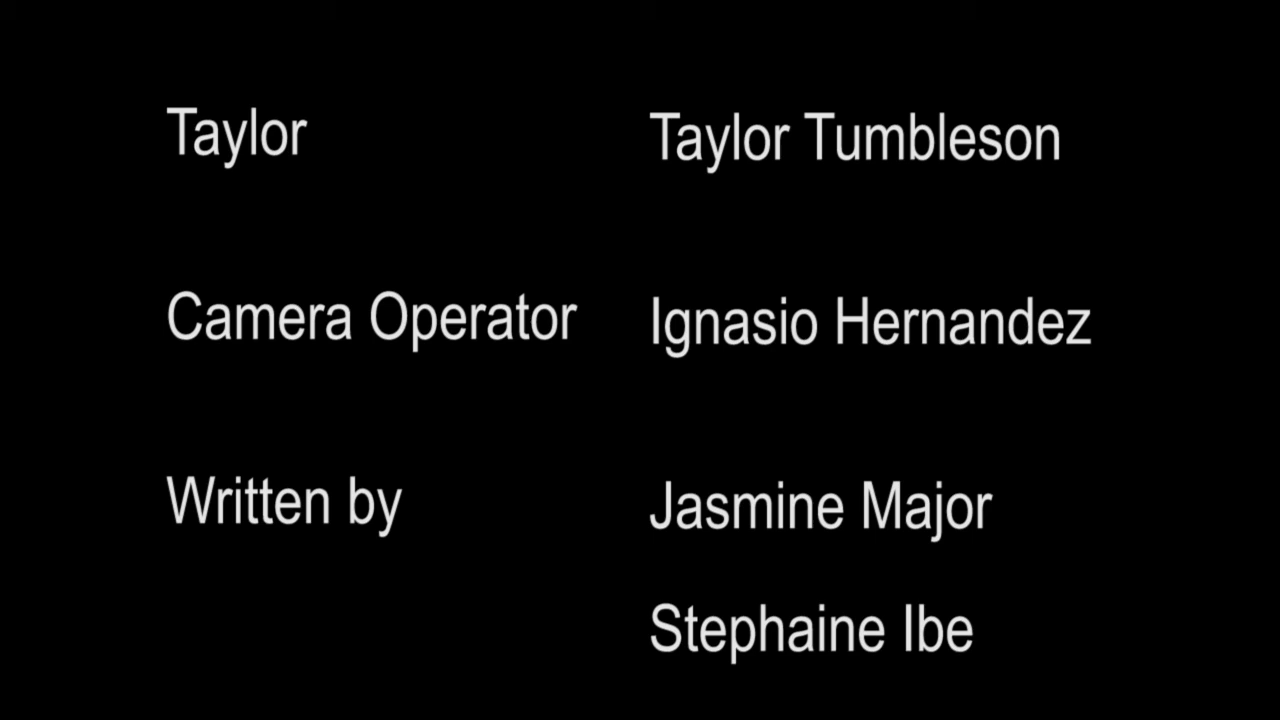 Taylor Taylor Tumbleson
Camera Operator Ignasio Hernandez
Written by Jasmine Major
Stephaine Ibe